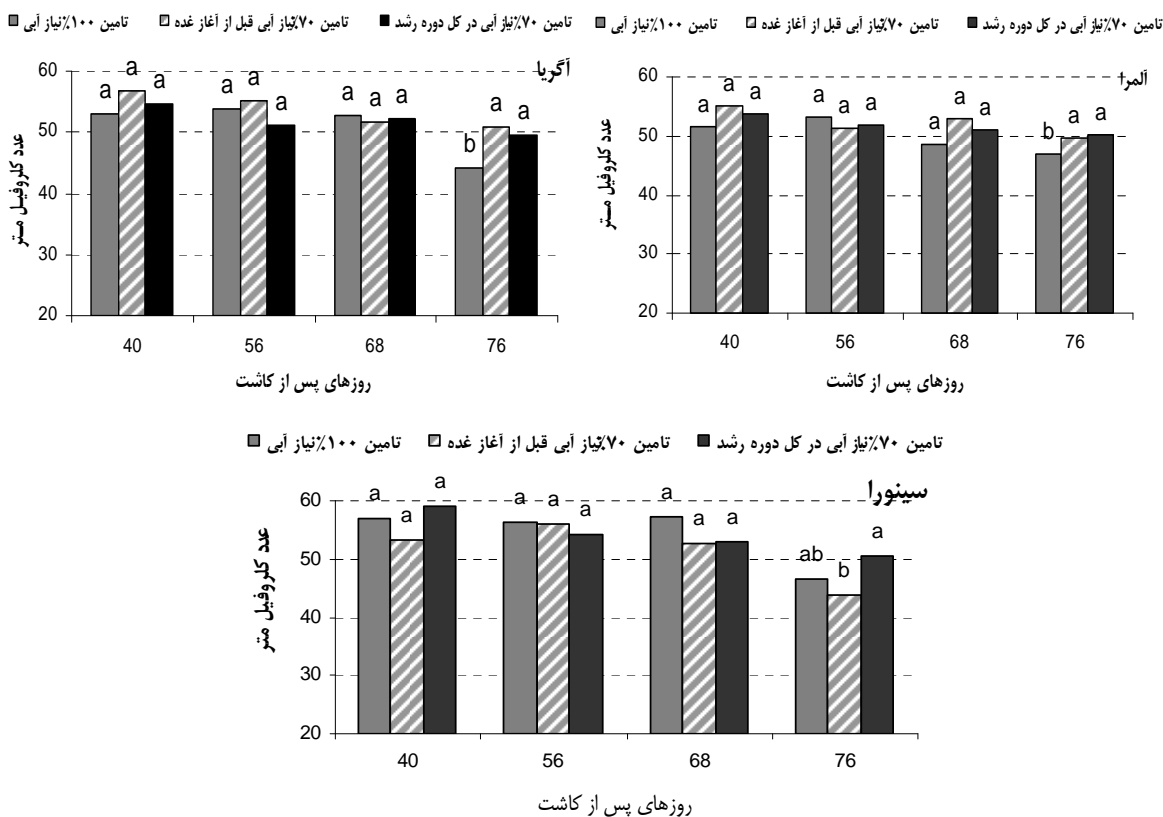 تامین ۱۰۰٪نیاز آبی تامین ۷۰٪نیاز آبی قبل از آغاز غده تامین ۷۰٪نیاز آبی در کل دوره رشد
آگریا
60
50
40
30
20
a a a a a a a a a b a a
عدد کلروفیل متر
40 56 68 76
روزهای پس از کاشت
تامین ۱۰۰٪نیاز آبی تامین ۷۰٪نیاز آبی قبل از آغاز غده تامین ۷۰٪نیاز آبی در کل دوره رشد
آلمرا
60
50
40
30
20
a a a a a a a a a b a a
عدد کلروفیل متر
40 56 68 76
روزهای پس از کاشت
تامین ۱۰۰٪نیاز آبی تامین ۷۰٪نیاز آبی قبل از آغاز غده تامین ۷۰٪نیاز آبی در کل دوره رشد
سینورا
60
50
40
30
20
a a a a a a a a a ab b a
عدد کلروفیل متر
40 56 68 76
روزهای پس از کاشت